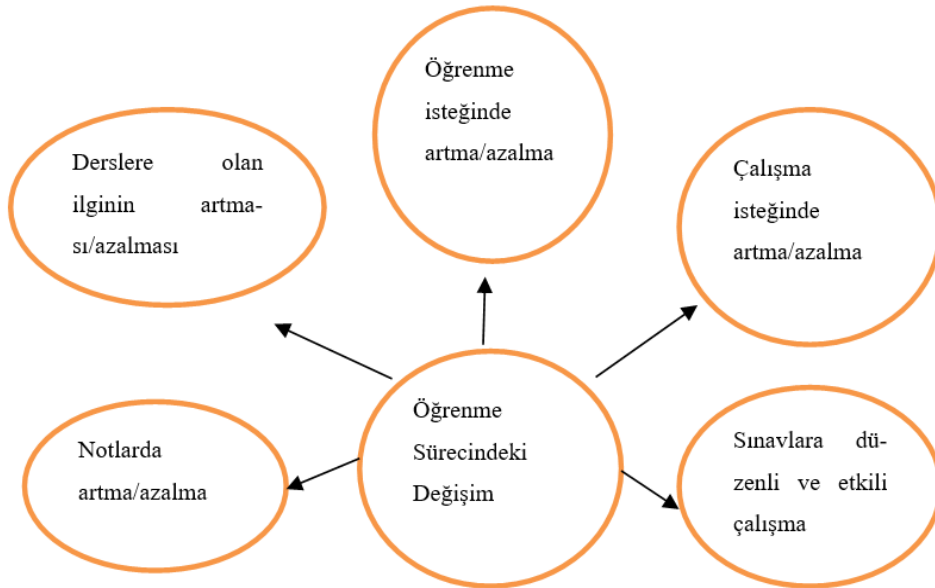 Öğrenme
isteğinde
artma/azalma
Derslere olan
ilginin artma-
sı/azalması
Çalışma
isteğinde
artma/azalma
Öğrenme
Sürecindeki
Değişim
Notlarda
artma/azalma
Sınavlara dü-
zenli ve etkili
çalışma